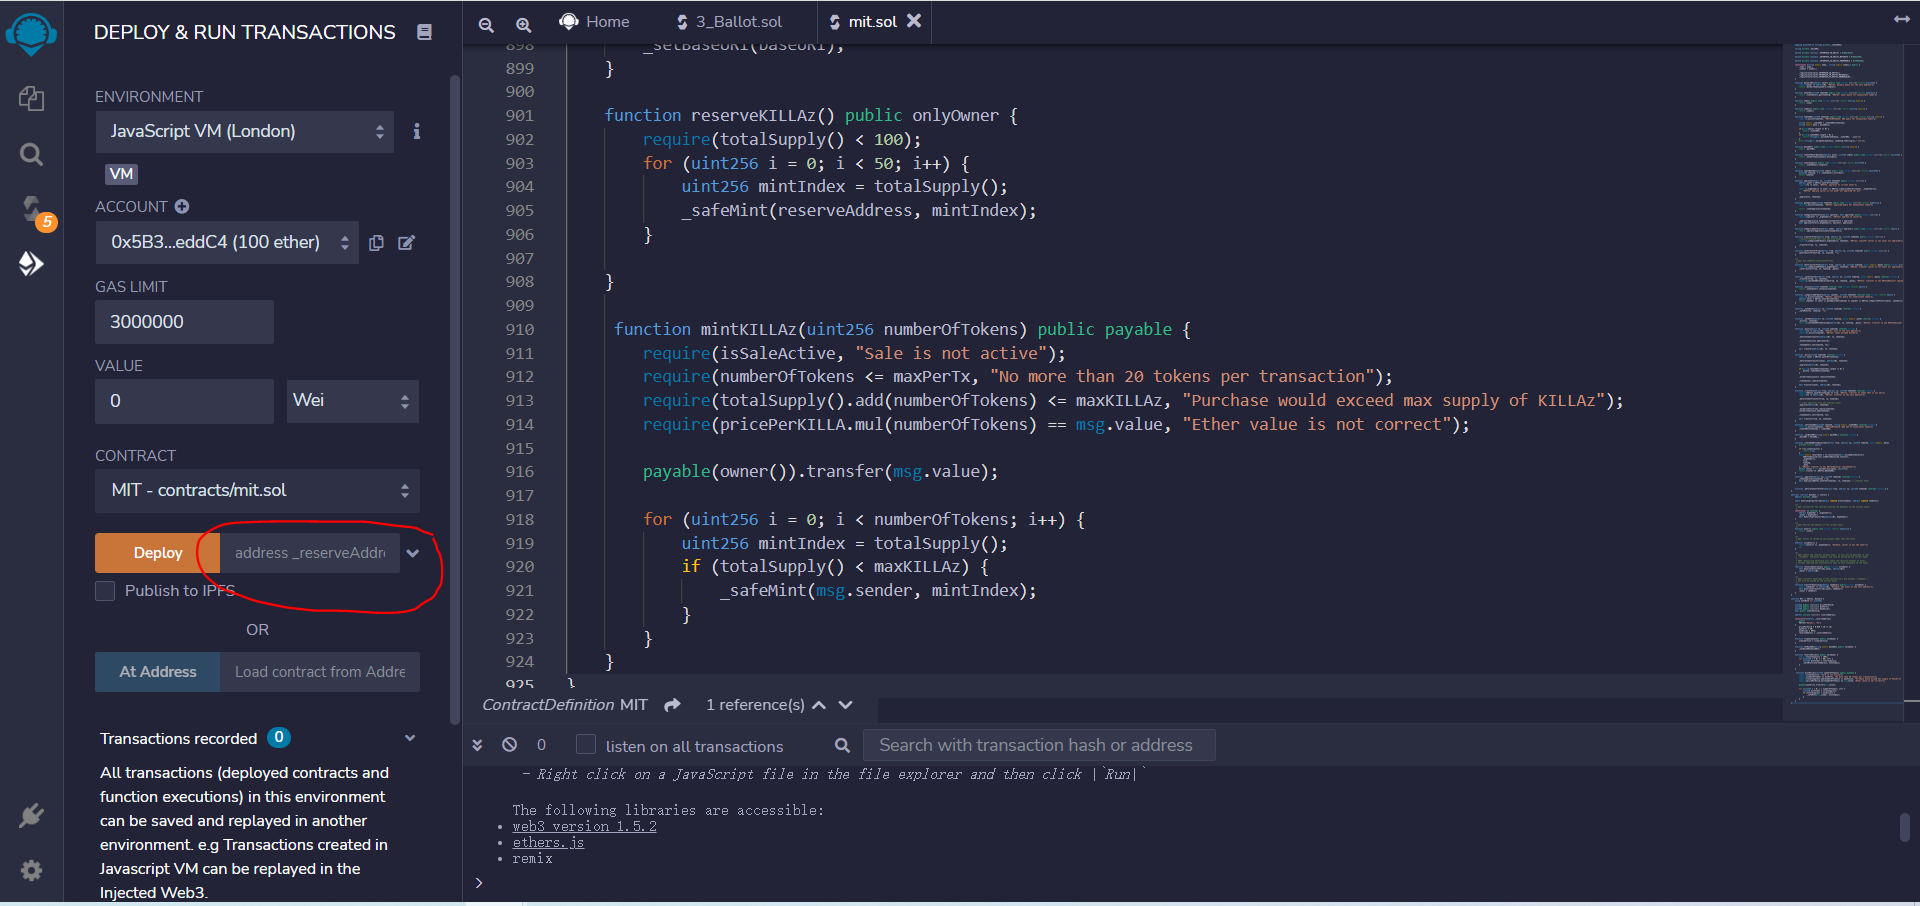 DEPLOY & RUN TRANSACTIONS
ENVIRONMENT
JavaScript VM (London)
VM
ACCOUNT
0x5B3...eddC4 (100 ether)
GAS LIMIT
3000000
VALUE
0
Wei
CONTRACT
MIT - contracts/mit.sol
Deploy
address _reserveAddre
Publish to IPFS
OR
At Address
Load contract from Addre
Transactions recorded 0
All transactions (deployed contracts and
function executions) in this environment
can be saved and replayed in another
environment. e.g Transactions created in
Javascript VM can be replayed in the
Injected Web3.
5
Home
3_Ballot.sol
mit.sol
898 _setBaseURI(baseURI);
899 }
900
901 function reserveKILLAz() public onlyOwner {
902 require(totalSupply() < 100);
903 for (uint256 i = 0; i < 50; i++) {
904 uint256 mintIndex = totalSupply();
905 _safeMint(reserveAddress, mintIndex);
906 }
907
908 }
909
910 function mintKILLAz(uint256 numberOfTokens) public payable {
911 require(isSaleActive, "Sale is not active");
912 require(numberOfTokens <= maxPerTx, "No more than 20 tokens per transaction");
913 require(totalSupply().add(numberOfTokens) <= maxKILLAz, "Purchase would exceed max supply of KILLAz");
914 require(pricePerKILLA.mul(numberOfTokens) == msg.value, "Ether value is not correct");
915
916 payable(owner()).transfer(msg.value);
917
918 for (uint256 i = 0; i < numberOfTokens; i++) {
919 uint256 mintIndex = totalSupply();
920 if (totalSupply() < maxKILLAz) {
921 _safeMint(msg.sender, mintIndex);
922 }
923 }
924 }
925 }
ContractDefinition MIT 1 reference(s)
0 listen on all transactions
Search with transaction hash or address
- Right click on a JavaScript file in the file explorer and then click |`Run|`
The following libraries are accessible:
• web3 version 1.5.2
• ethers.js
• remix
>